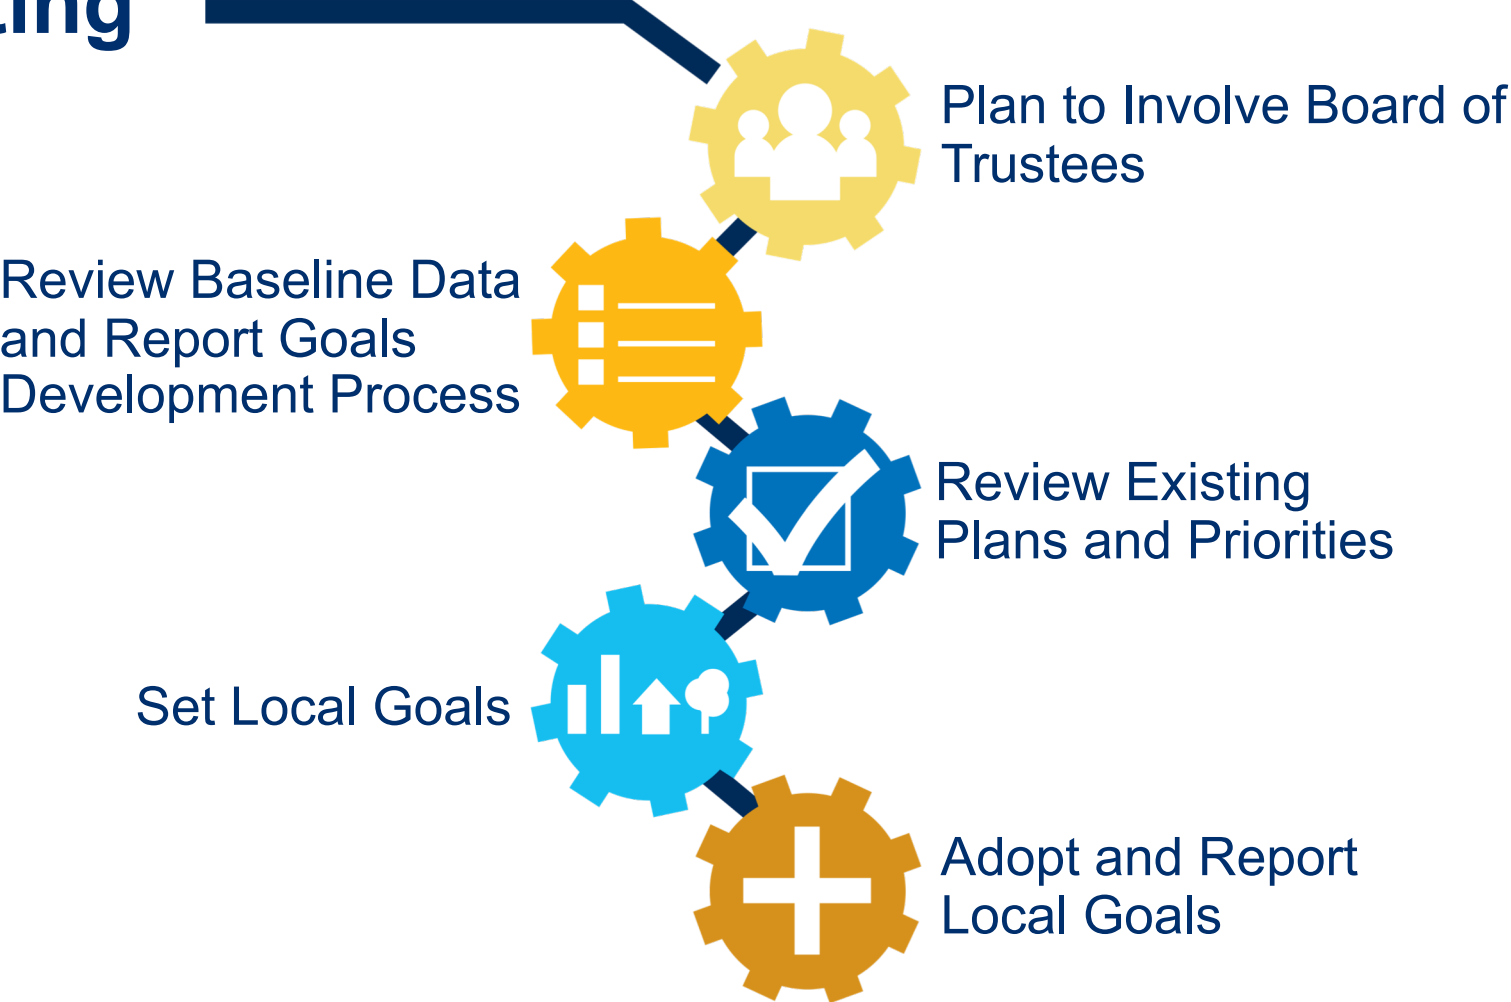 Plan to Involve Board of
Trustees
Review Baseline Data
and Report Goals
Development Process
Review Existing
Plans and Priorities
Set Local Goals
Adopt and Report
Local Goals